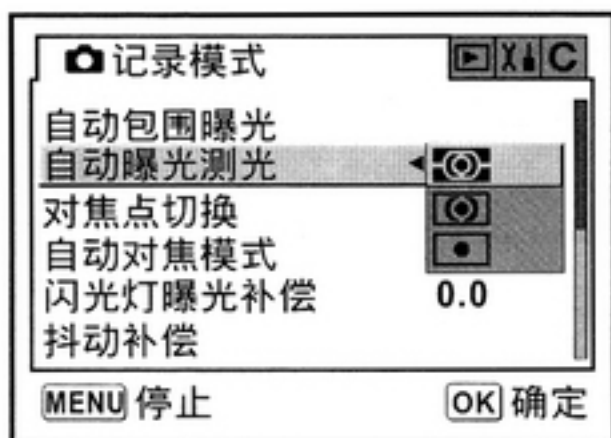 记录模式 C
自动包围曝光
自动曝光测光
对焦点切换
自动对焦模式
闪光灯曝光补偿 0.0
抖动补偿
MENU 停止 OK 确定